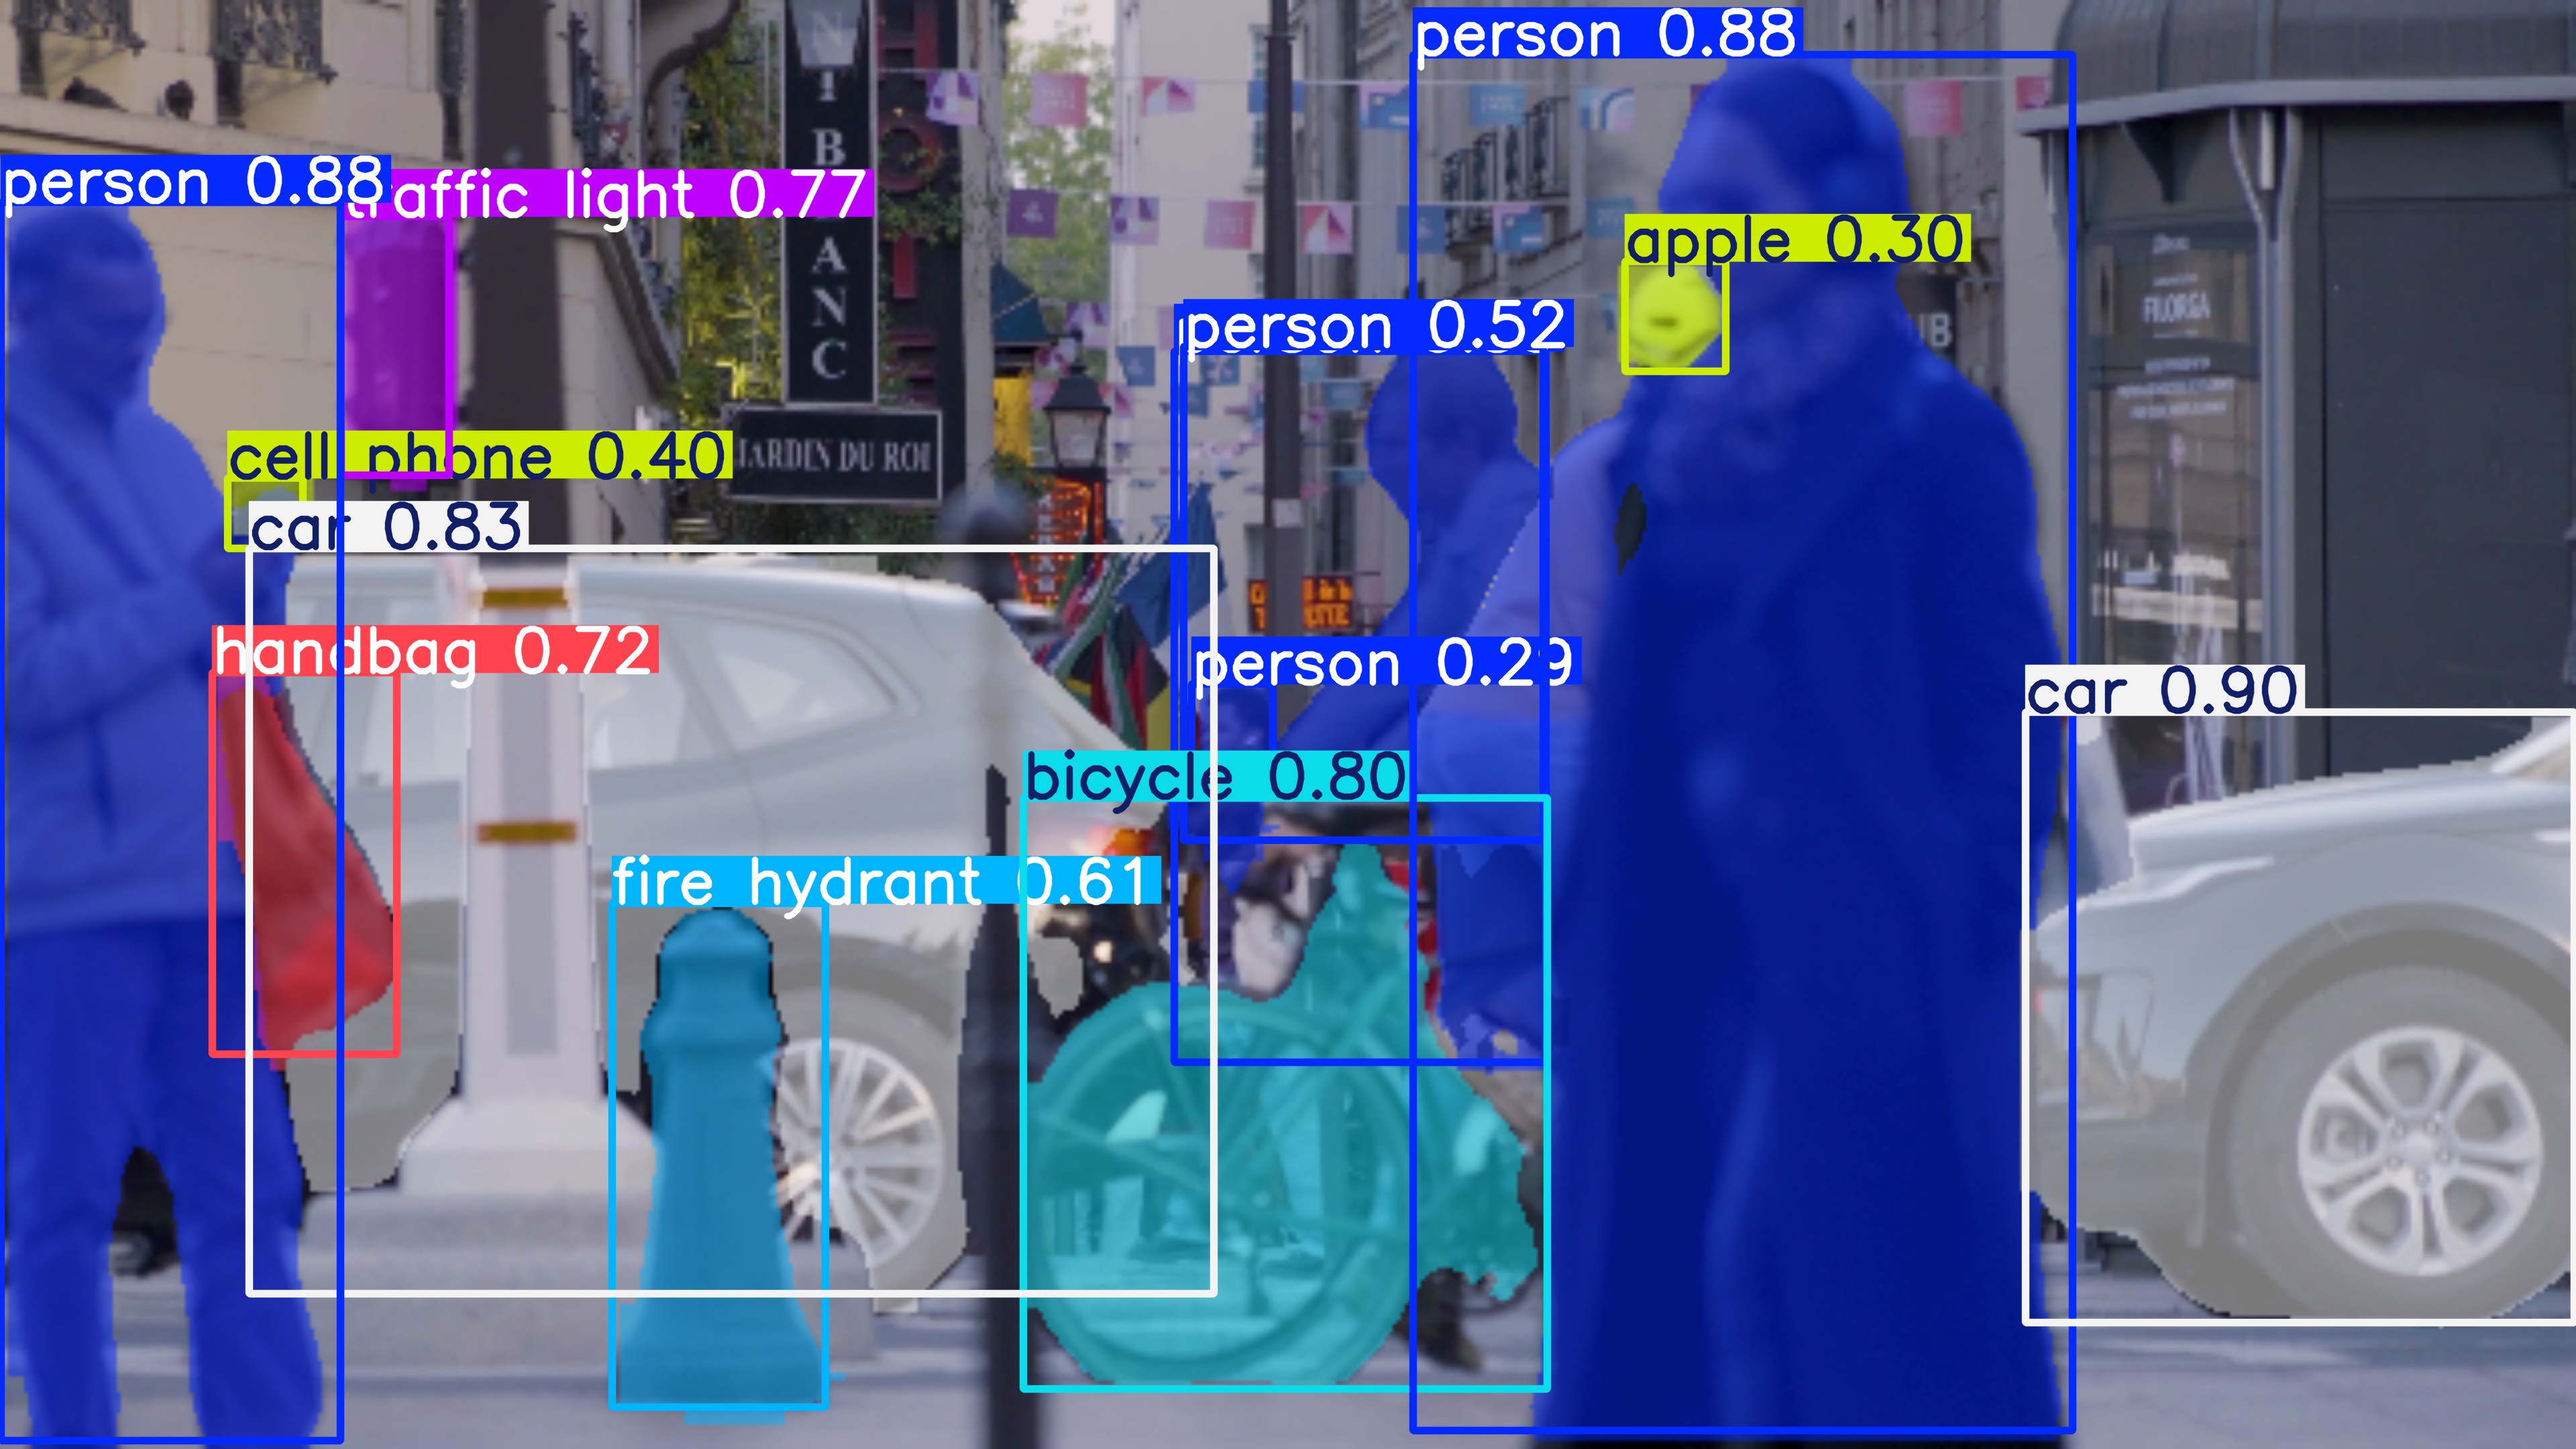 person 0.88
person 0.88
traffic light 0.77
N
T
B
A
N
C
apple 0.30
person 0.52
FILORGA
UB
cell phone 0.40
JARDIN DU ROI
car 0.83
handbag 0.72
person 0.29
car 0.90
bicycle 0.80
fire hydrant 0.61